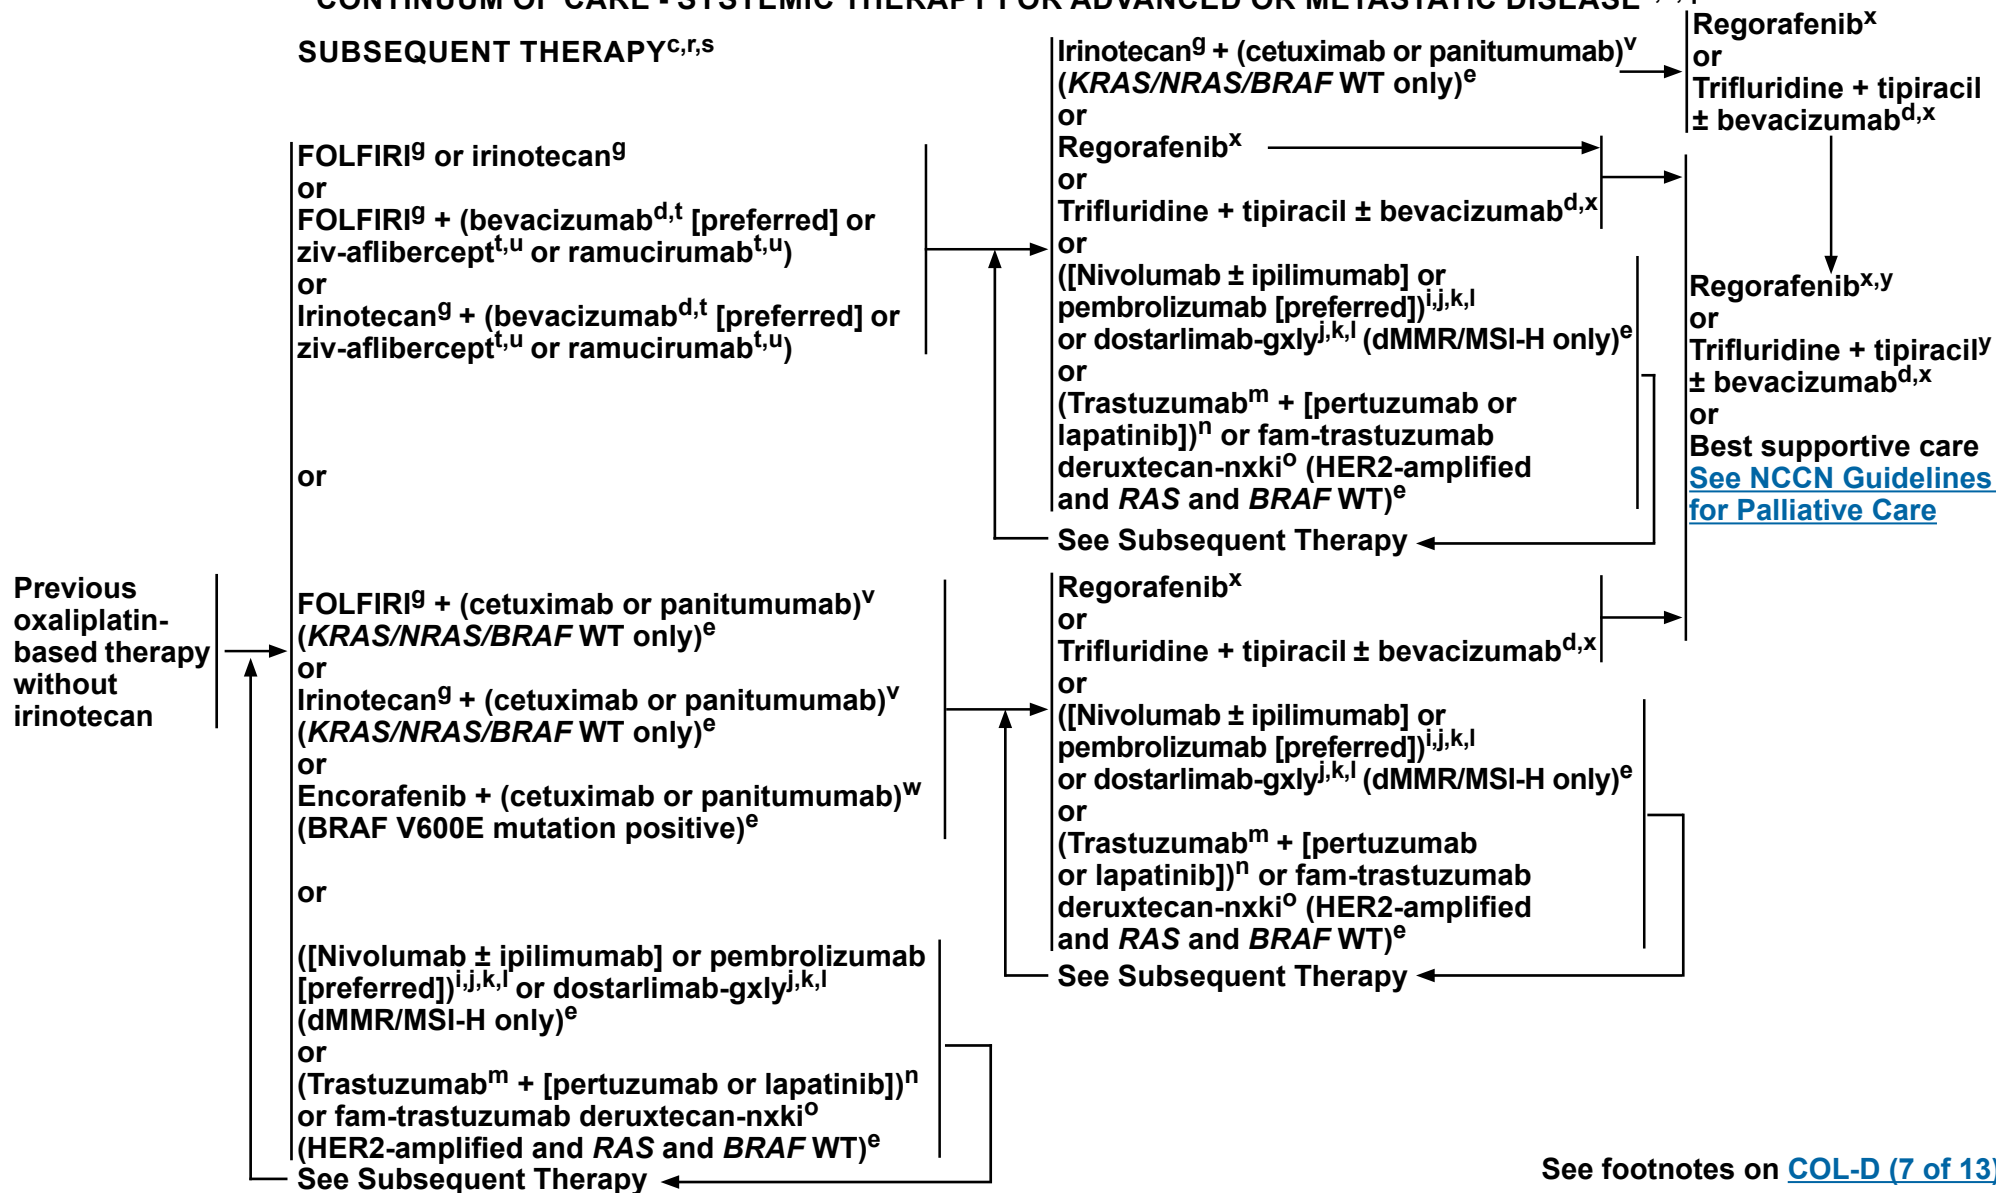 CONTINUUM OF CARE - SYSTEMIC THERAPY FOR ADVANCED OR METASTATIC DISEASE
SUBSEQUENT THERAPYc,r,s
Previous
oxaliplatin-
based therapy
without
irinotecan
FOLFIRIg or irinotecang
or
FOLFIRIg + (bevacizumabd,t [preferred] or
ziv-afliberceptt,u or ramucirumabt,u)
or
Irinotecang + (bevacizumabd,t [preferred] or
ziv-afliberceptt,u or ramucirumabt,u)
or
FOLFIRIg + (cetuximab or panitumumab)v
(KRAS/NRAS/BRAF WT only)e
or
Irinotecang + (cetuximab or panitumumab)v
(KRAS/NRAS/BRAF WT only)e
or
Encorafenib + (cetuximab or panitumumab)w
(BRAF V600E mutation positive)e
or
([Nivolumab ± ipilimumab] or pembrolizumab
[preferred])i,j,k,l or dostarlimab-gxlyj,k,l
(dMMR/MSI-H only)e
or
(Trastuzumabm + [pertuzumab or lapatinib])n
or fam-trastuzumab deruxtecan-nxkio
(HER2-amplified and RAS and BRAF WT)e
See Subsequent Therapy
Irinotecang + (cetuximab or panitumumab)v
(KRAS/NRAS/BRAF WT only)e
or
Regorafenibx
or
Trifluridine + tipiracil ± bevacizumabd,x
or
([Nivolumab ± ipilimumab] or
pembrolizumab [preferred])i,j,k,l
or dostarlimab-gxlyj,k,l (dMMR/MSI-H only)e
or
(Trastuzumabm + [pertuzumab or
lapatinib])n or fam-trastuzumab
deruxtecan-nxkio (HER2-amplified
and RAS and BRAF WT)e
See Subsequent Therapy
Regorafenibx
or
Trifluridine + tipiracil ± bevacizumabd,x
or
([Nivolumab ± ipilimumab] or
pembrolizumab [preferred])i,j,k,l
or dostarlimab-gxlyj,k,l (dMMR/MSI-H only)e
or
(Trastuzumabm + [pertuzumab
or lapatinib])n or fam-trastuzumab
deruxtecan-nxkio (HER2-amplified
and RAS and BRAF WT)e
See Subsequent Therapy
Regorafenibx
or
Trifluridine + tipiracil
± bevacizumabd,x
Regorafenibx,y
or
Trifluridine + tipiracily
± bevacizumabd,x
or
Best supportive care
See NCCN Guidelines
for Palliative Care
See footnotes on COL-D (7 of 13)